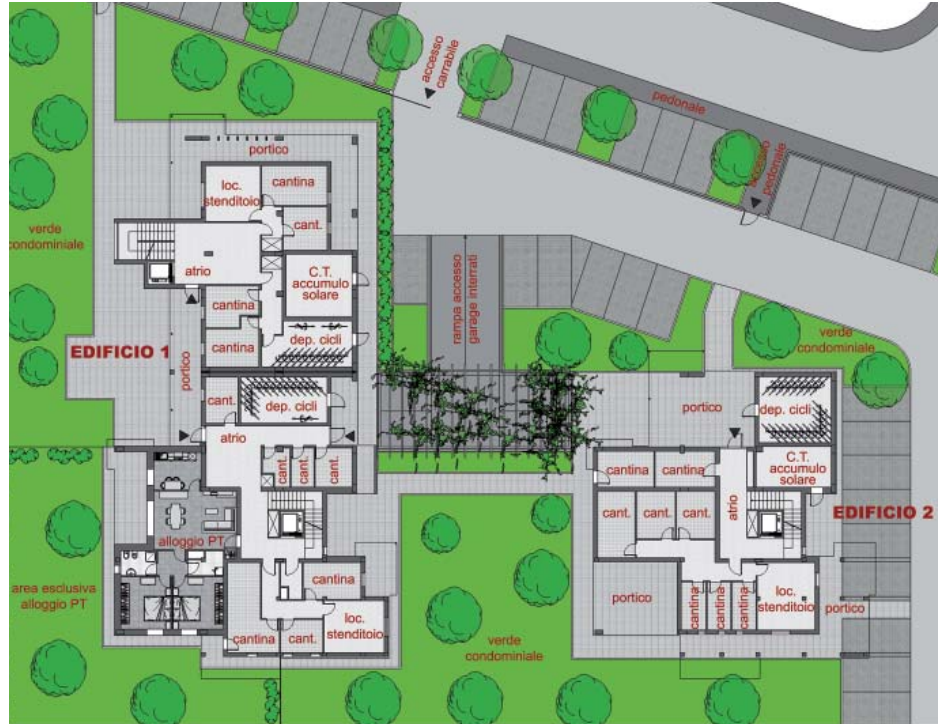 accesso
carrabile
pedonale
accesso
pedonale
portico
loc.
stenditoio
cantina
cant.
verde
condominiale
atrio
C.T.
accumulo
solare
cantina
cantina
dep. cicli
EDIFICIO 1
portico
rampa accesso
garage interrati
verde
condominiale
cant.
dep. cicli
atrio
cant.
cant.
cant.
portico
dep. cicli
cantina
cantina
C.T.
accumulo
solare
atrio
cant.
cant.
cant.
EDIFICIO 2
alloggio PT
area esclusiva
alloggio PT
cantina
loc.
stenditoio
cantina
cant.
verde
condominiale
portico
cantina
cantina
cantina
loc.
stenditoio
portico